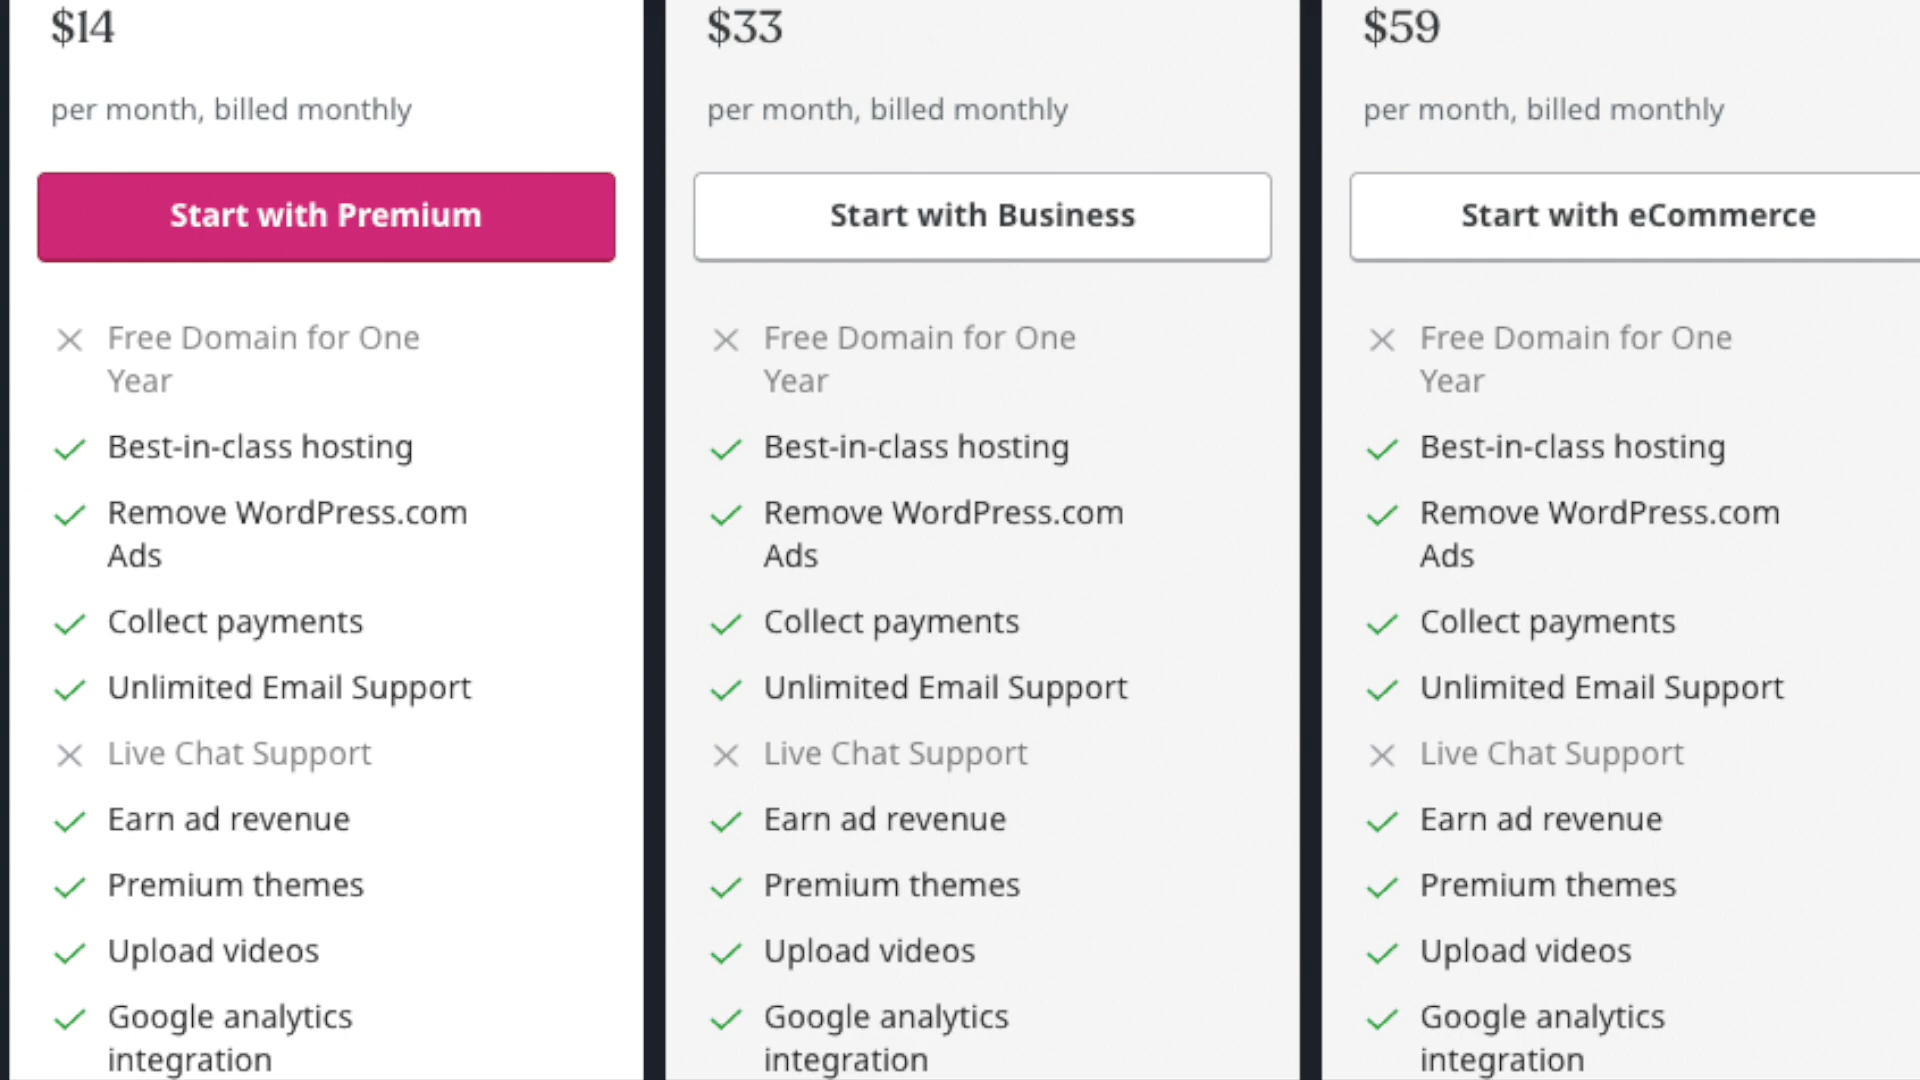 $14
per month, billed monthly
Start with Premium
Free Domain for One
Year
Best-in-class hosting
Remove WordPress.com
Ads
Collect payments
Unlimited Email Support
Live Chat Support
Earn ad revenue
Premium themes
Upload videos
Google analytics
integration
$33
per month, billed monthly
Start with Business
Free Domain for One
Year
Best-in-class hosting
Remove WordPress.com
Ads
Collect payments
Unlimited Email Support
Live Chat Support
Earn ad revenue
Premium themes
Upload videos
Google analytics
integration
$59
per month, billed monthly
Start with eCommerce
Free Domain for One
Year
Best-in-class hosting
Remove WordPress.com
Ads
Collect payments
Unlimited Email Support
Live Chat Support
Earn ad revenue
Premium themes
Upload videos
Google analytics
integration